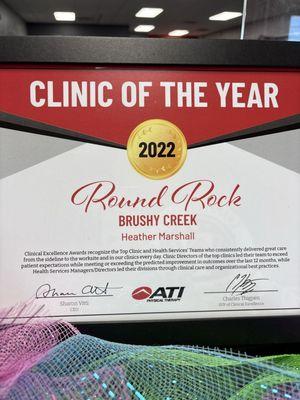 CLINIC OF THE YEAR
2022
Round Rock
BRUSHY CREEK
Heather Marshall
Clinical Excellence Awards recognize the Top Clinic and Health Services' Teams who consistently delivered great care
from the sideline to the worksite and in our clinics every day. Clinic Directors of the top clinics led their team to exceed
patient expectations while meeting or exceeding the predicted improvement in outcomes over the last 12 months, while
Health Services Managers/Directors led their divisions through clinical care and organizational best practices.
Sharon Vitti
CEO
ATI
PHYSICAL THERAPY
Charles Thigpen
SVP of Clinical Excellence